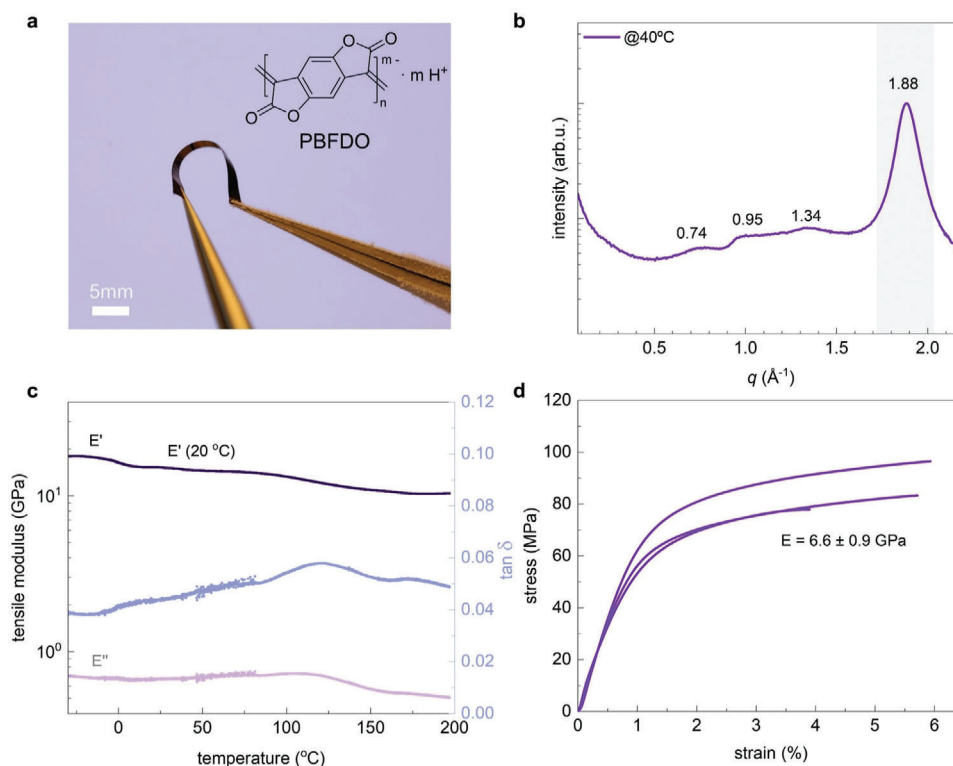 a
O
O
m -
· m H⁺
n
O
O
PBFDO
5mm
b
@40ºC
1.88
0.74
0.95
1.34
intensity (arb.u.)
0.5
1.0
1.5
2.0
q (Å⁻¹)
c
E'
E' (20 ºC)
E"
10¹
10⁰
tensile modulus (GPa)
0.12
0.10
0.08
0.06
0.04
0.02
0.00
tan δ
0
50
100
150
200
temperature (ºC)
d
120
100
80
60
40
20
0
stress (MPa)
E = 6.6 ± 0.9 GPa
0
1
2
3
4
5
6
strain (%)